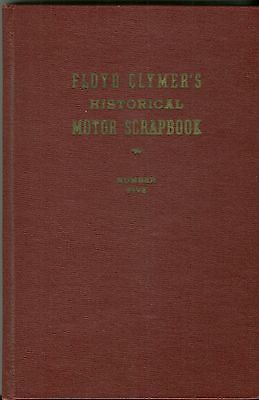 FLOYD CLYMER'S
HISTORICAL
MOTOR SCRAPBOOK
NUMBER
FIVE